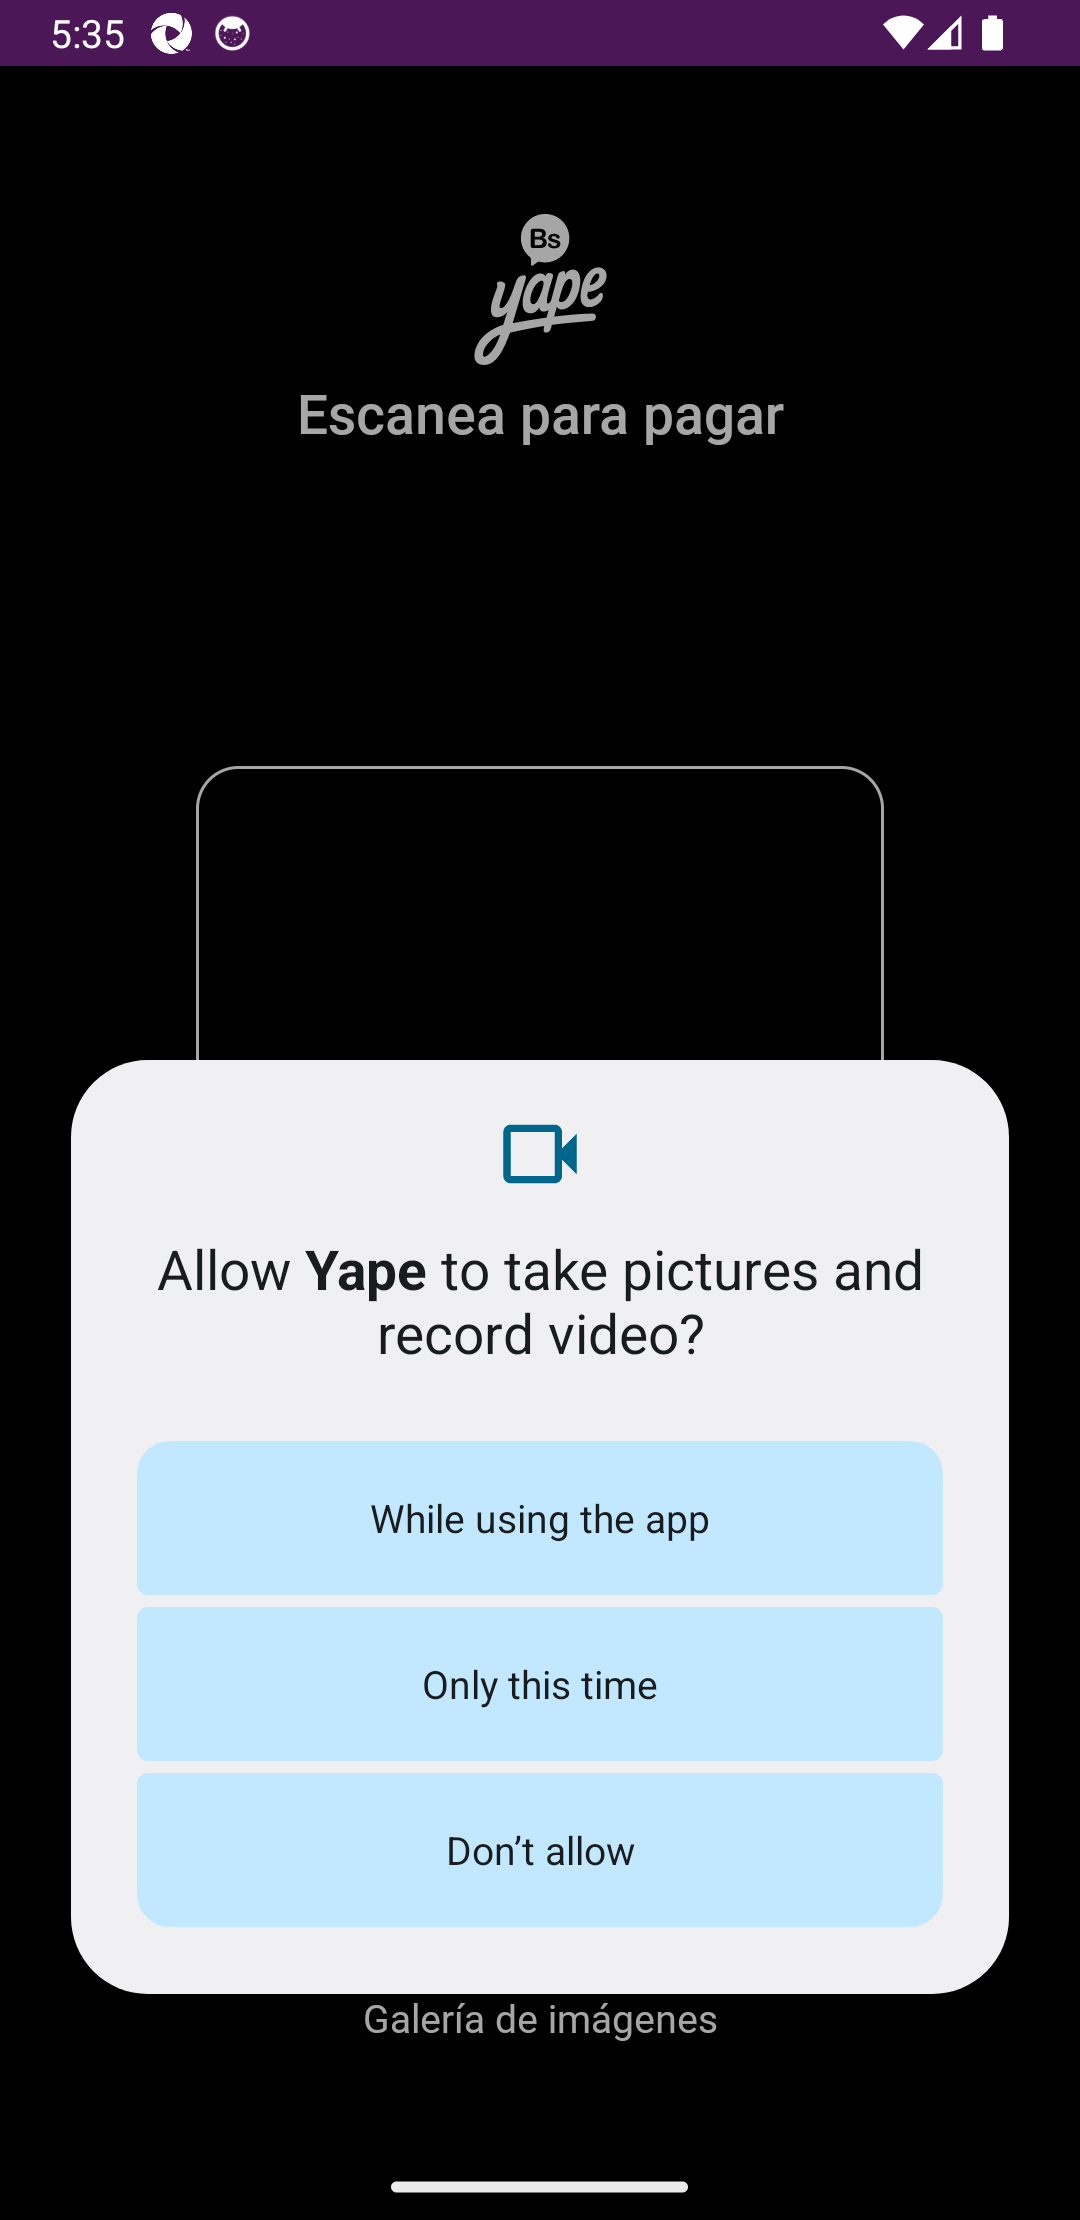 5:35
Bs
yape
Escanea para pagar
Allow Yape to take pictures and
record video?
While using the app
Only this time
Don’t allow
Galería de imágenes